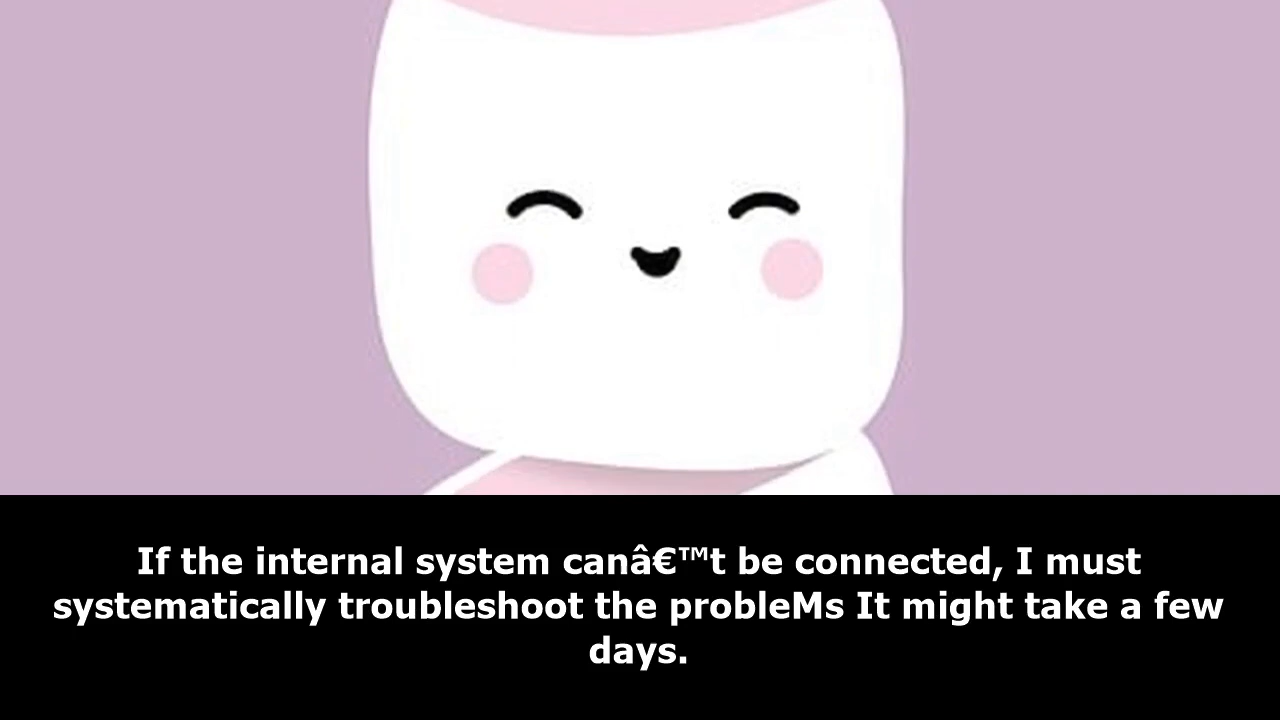 If the internal system canâ€™t be connected, I must
systematically troubleshoot the probleMs It might take a few
days.